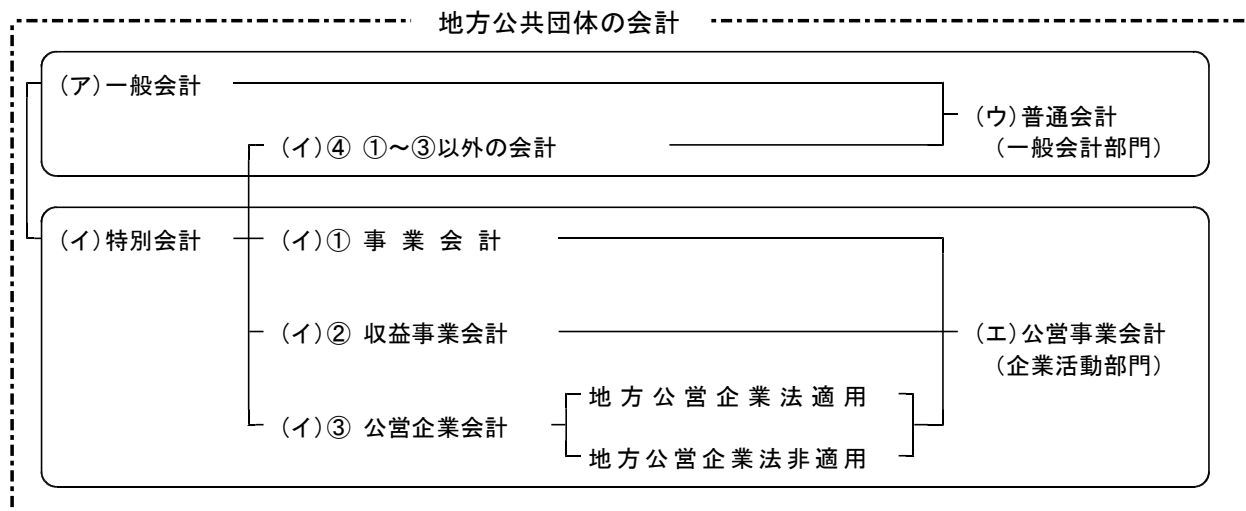 地方公共団体の会計
(ア)一般会計
(ウ)普通会計
(イ)④ ①～③以外の会計
(一般会計部門)
(イ)特別会計
(イ)① 事 業 会 計
(イ)② 収益事業会計
(エ)公営事業会計
(企業活動部門)
地 方 公 営 企 業 法 適 用
(イ)③ 公営企業会計
地方公営企業法非適用